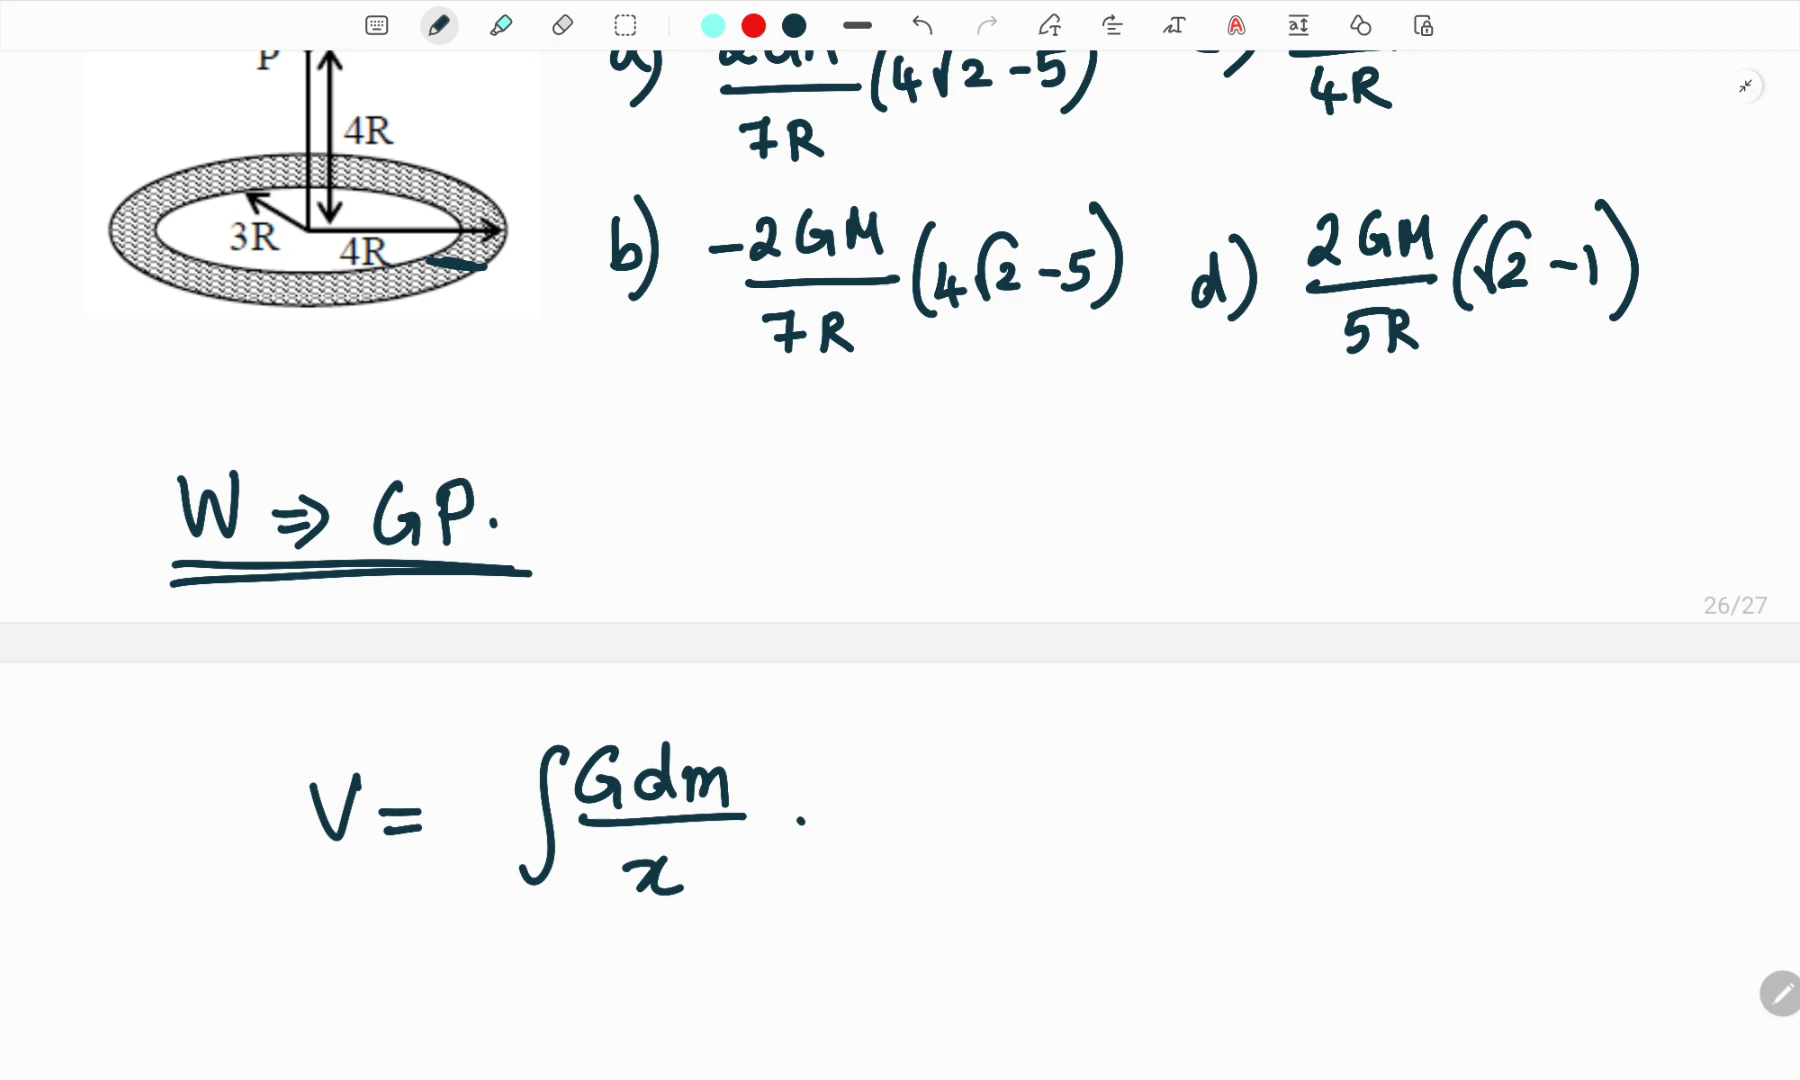 P
4R
3R
4R
a) 2GM/7R (4√2 -5)
4R
b) -2GM/7R (4√2 -5)
d) 2GM/5R (√2 -1)
W ⇒ GP.
26/27
V = ∫ Gdm/x .